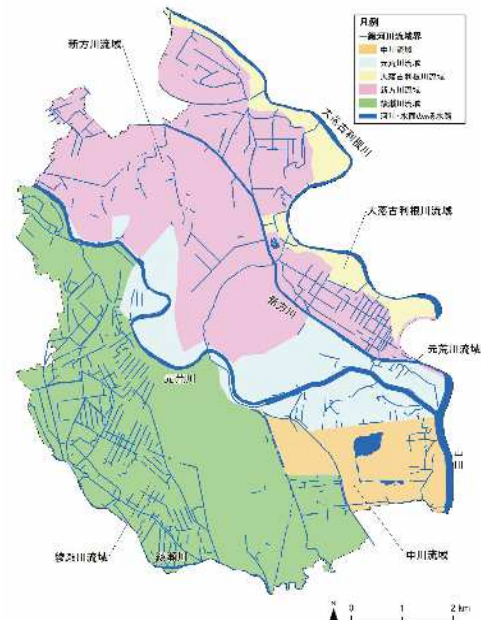 凡例
一級河川流域界
中川流域
元荒川流域
大落古利根川流域
新方川流域
綾瀬川流域
新方川流域
大落古利根川
大落古利根川流域
新方川
元荒川流域
元荒川
中川
綾瀬川流域
綾瀬川
中川流域
N
0 1 2 km